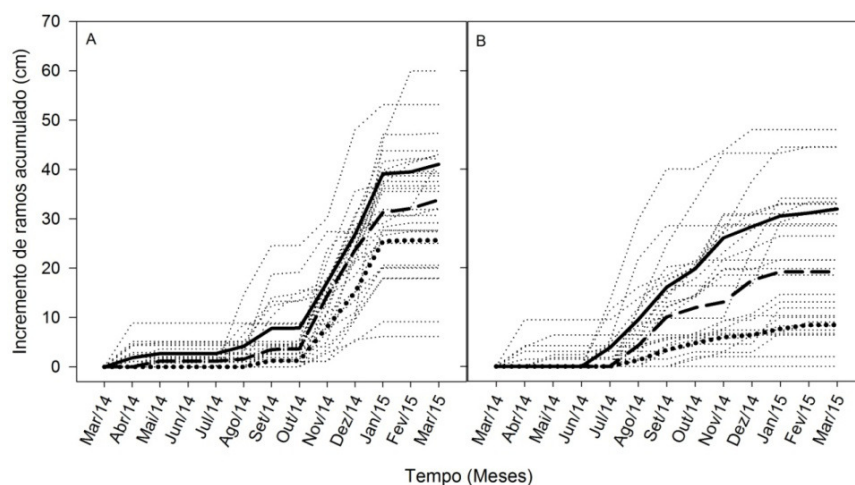 Incremento de ramos acumulado (cm)
70
60
50
40
30
20
10
0
A
B
Mar/14
Abr/14
Mai/14
Jun/14
Jul/14
Ago/14
Set/14
Out/14
Nov/14
Dez/14
Jan/15
Fev/15
Mar/15
Mar/14
Abr/14
Mai/14
Jun/14
Jul/14
Ago/14
Set/14
Out/14
Nov/14
Dez/14
Jan/15
Fev/15
Mar/15
Tempo (Meses)